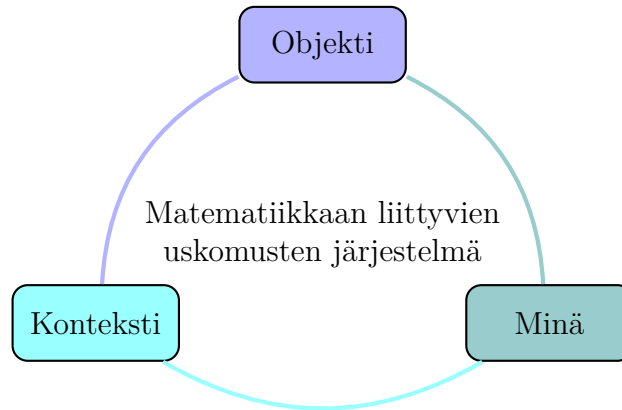 Objekti
Matematiikkaan liittyvien
uskomusten järjestelmä
Konteksti
Minä